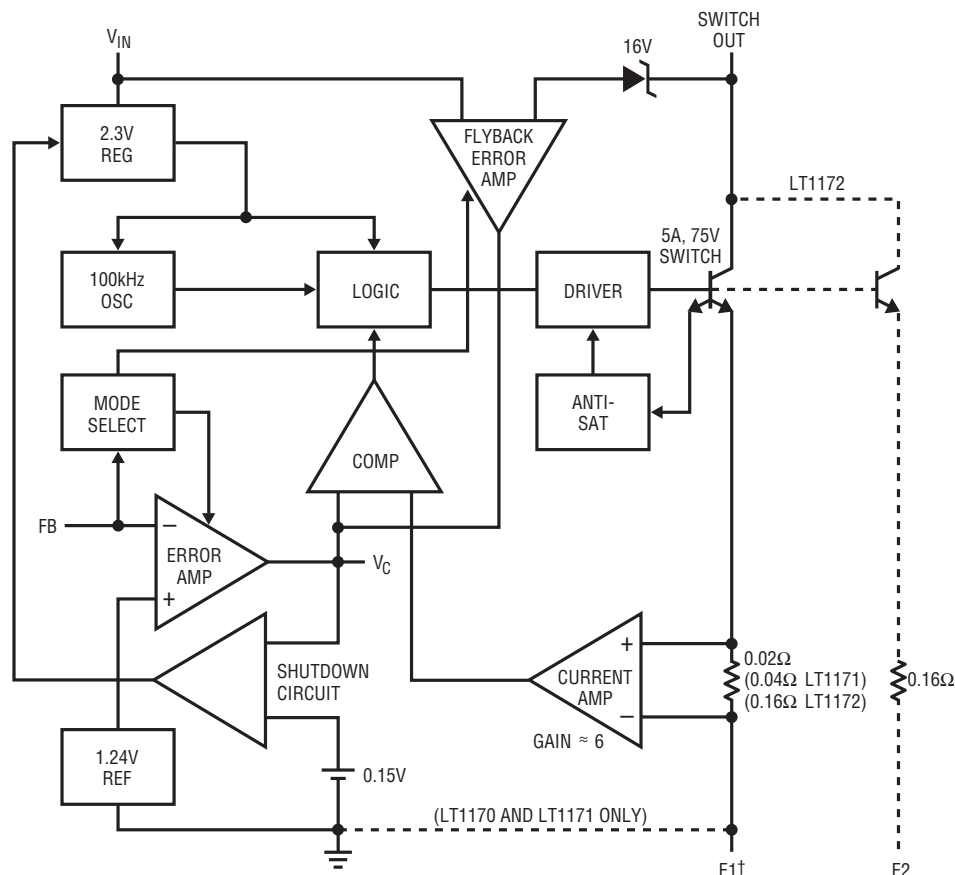 SWITCH
OUT
V_IN
16V
2.3V
REG
FLYBACK
ERROR
AMP
LT1172
5A, 75V
SWITCH
100kHz
OSC
LOGIC
DRIVER
MODE
SELECT
ANTI-
SAT
COMP
FB
−
ERROR
AMP
+
V_C
SHUTDOWN
CIRCUIT
+
CURRENT
AMP
−
GAIN ≈ 6
0.02Ω
(0.04Ω LT1171)
(0.16Ω LT1172)
0.16Ω
1.24V
REF
0.15V
(LT1170 AND LT1171 ONLY)
E1†
E2